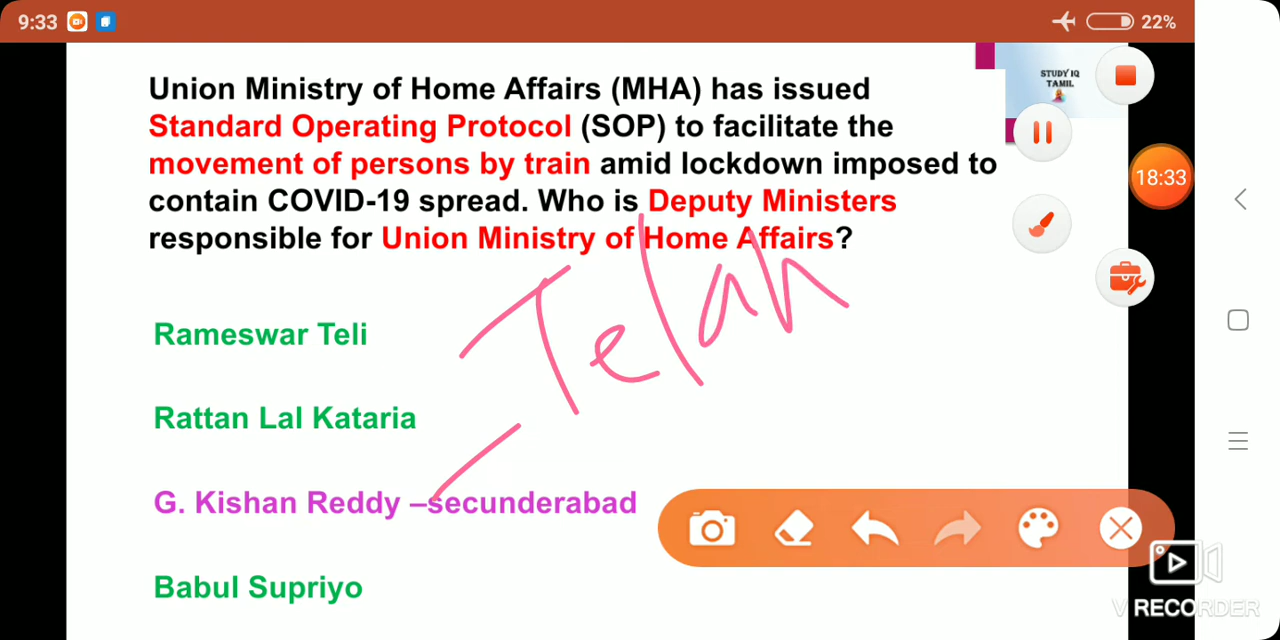 9:33
22%
Union Ministry of Home Affairs (MHA) has issued
Standard Operating Protocol (SOP) to facilitate the
movement of persons by train amid lockdown imposed to
contain COVID-19 spread. Who is Deputy Ministers
responsible for Union Ministry of Home Affairs?
STUDY IQ
TAMIL
18:33
Telan
Rameswar Teli
Rattan Lal Kataria
G. Kishan Reddy –secunderabad
Babul Supriyo
V RECORDER